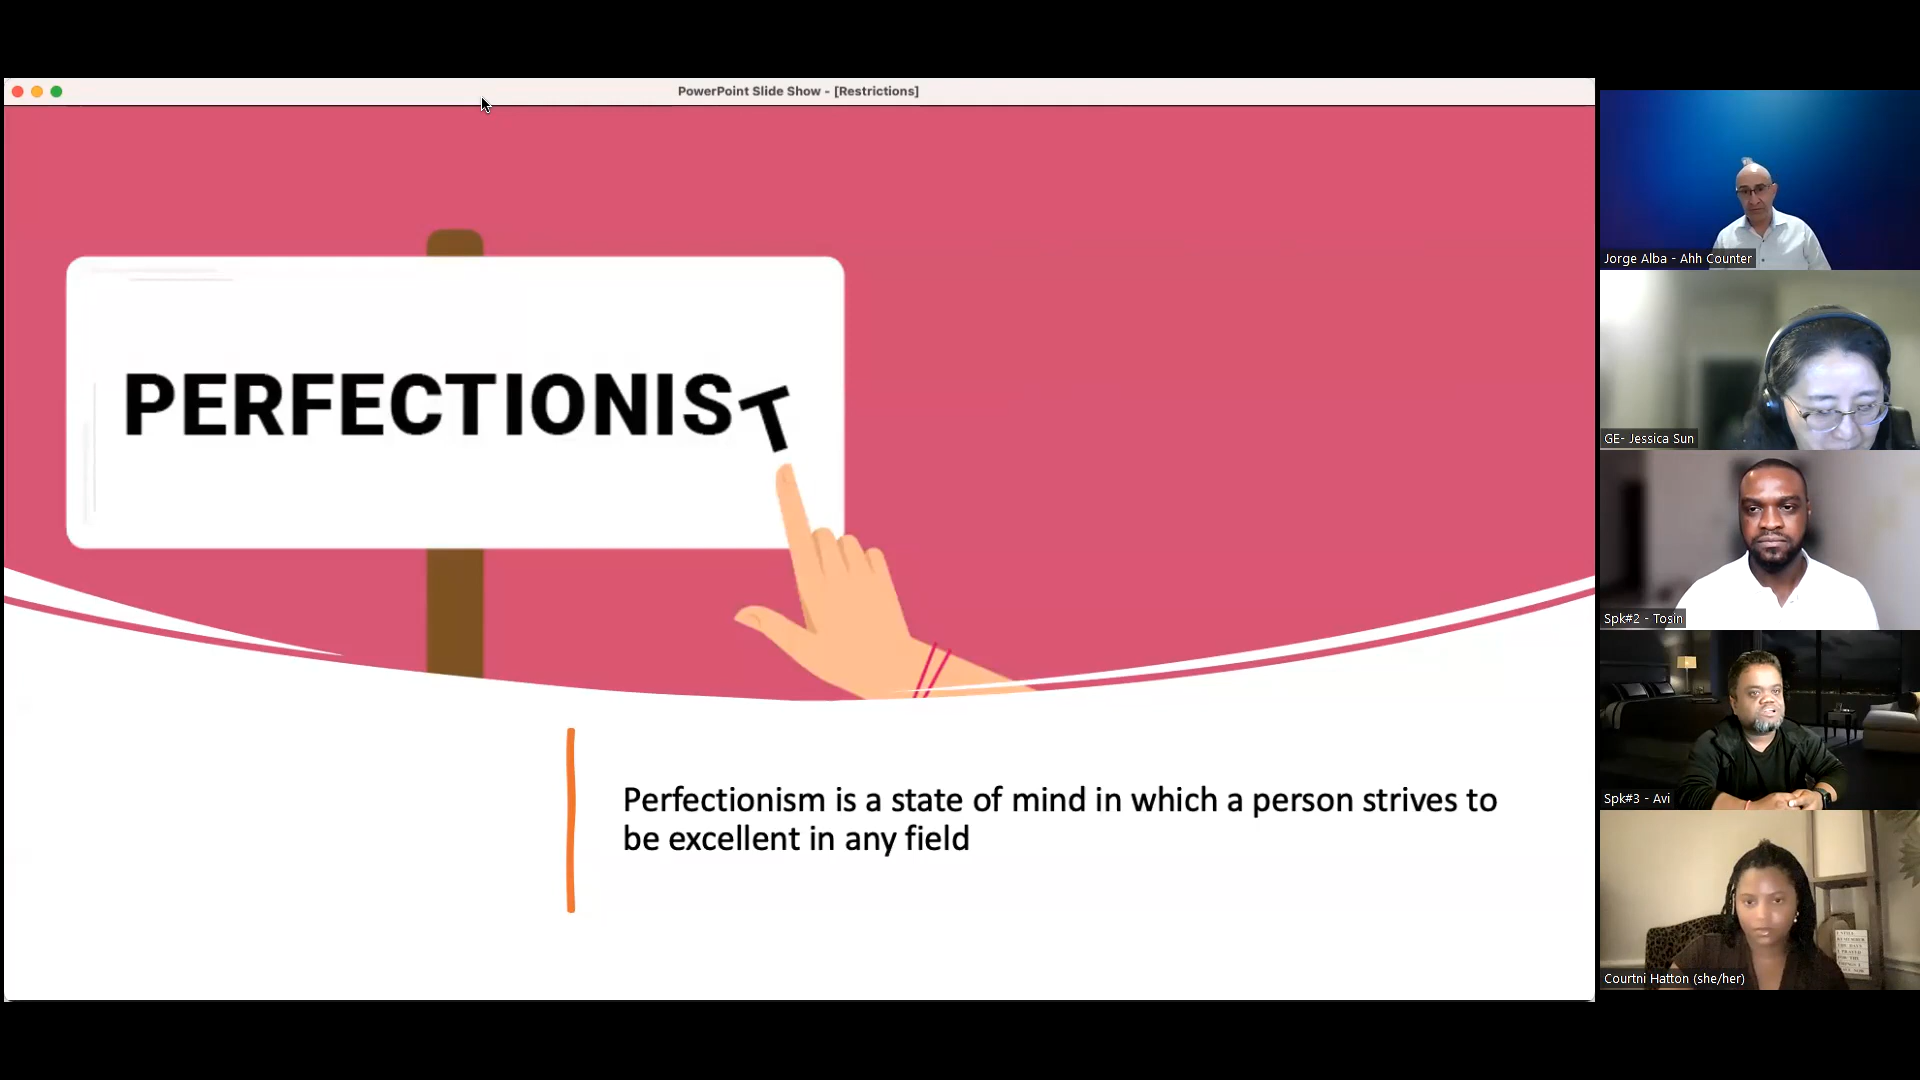 PowerPoint Slide Show - [Restrictions]
PERFECTIONIST
Perfectionism is a state of mind in which a person strives to
be excellent in any field
Jorge Alba - Ahh Counter
GE- Jessica Sun
Spk#2 - Tosin
Spk#3 - Avi
Courtni Hatton (she/her)